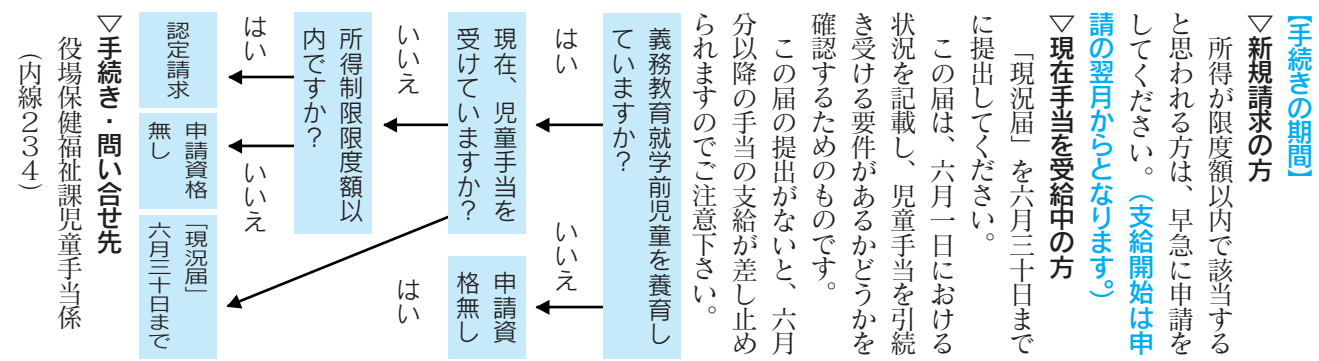 【手続きの期間】
▽新規請求の方
所得が限度額以内で該当する
と思われる方は、早急に申請を
してください。（支給開始は申
請の翌月からとなります。）
▽現在手当を受給中の方
「現況届」を六月三十日まで
に提出してください。
この届は、六月一日における
状況を記載し、児童手当を引続
き受ける要件があるかどうかを
確認するためのものです。
この届の提出がないと、六月
分以降の手当の支給が差し止め
られますのでご注意下さい。
義務教育就学前児童を養育し
ていますか？
はい
いいえ
現在、児童手当を
受けていますか？
申請資
格無し
いいえ
はい
所得制限限度額以
内ですか？
はい
いいえ
認定請求
申請資格
無し
「現況届」
六月三十日まで
▽手続き・問い合せ先
役場保健福祉課児童手当係
（内線２３４）